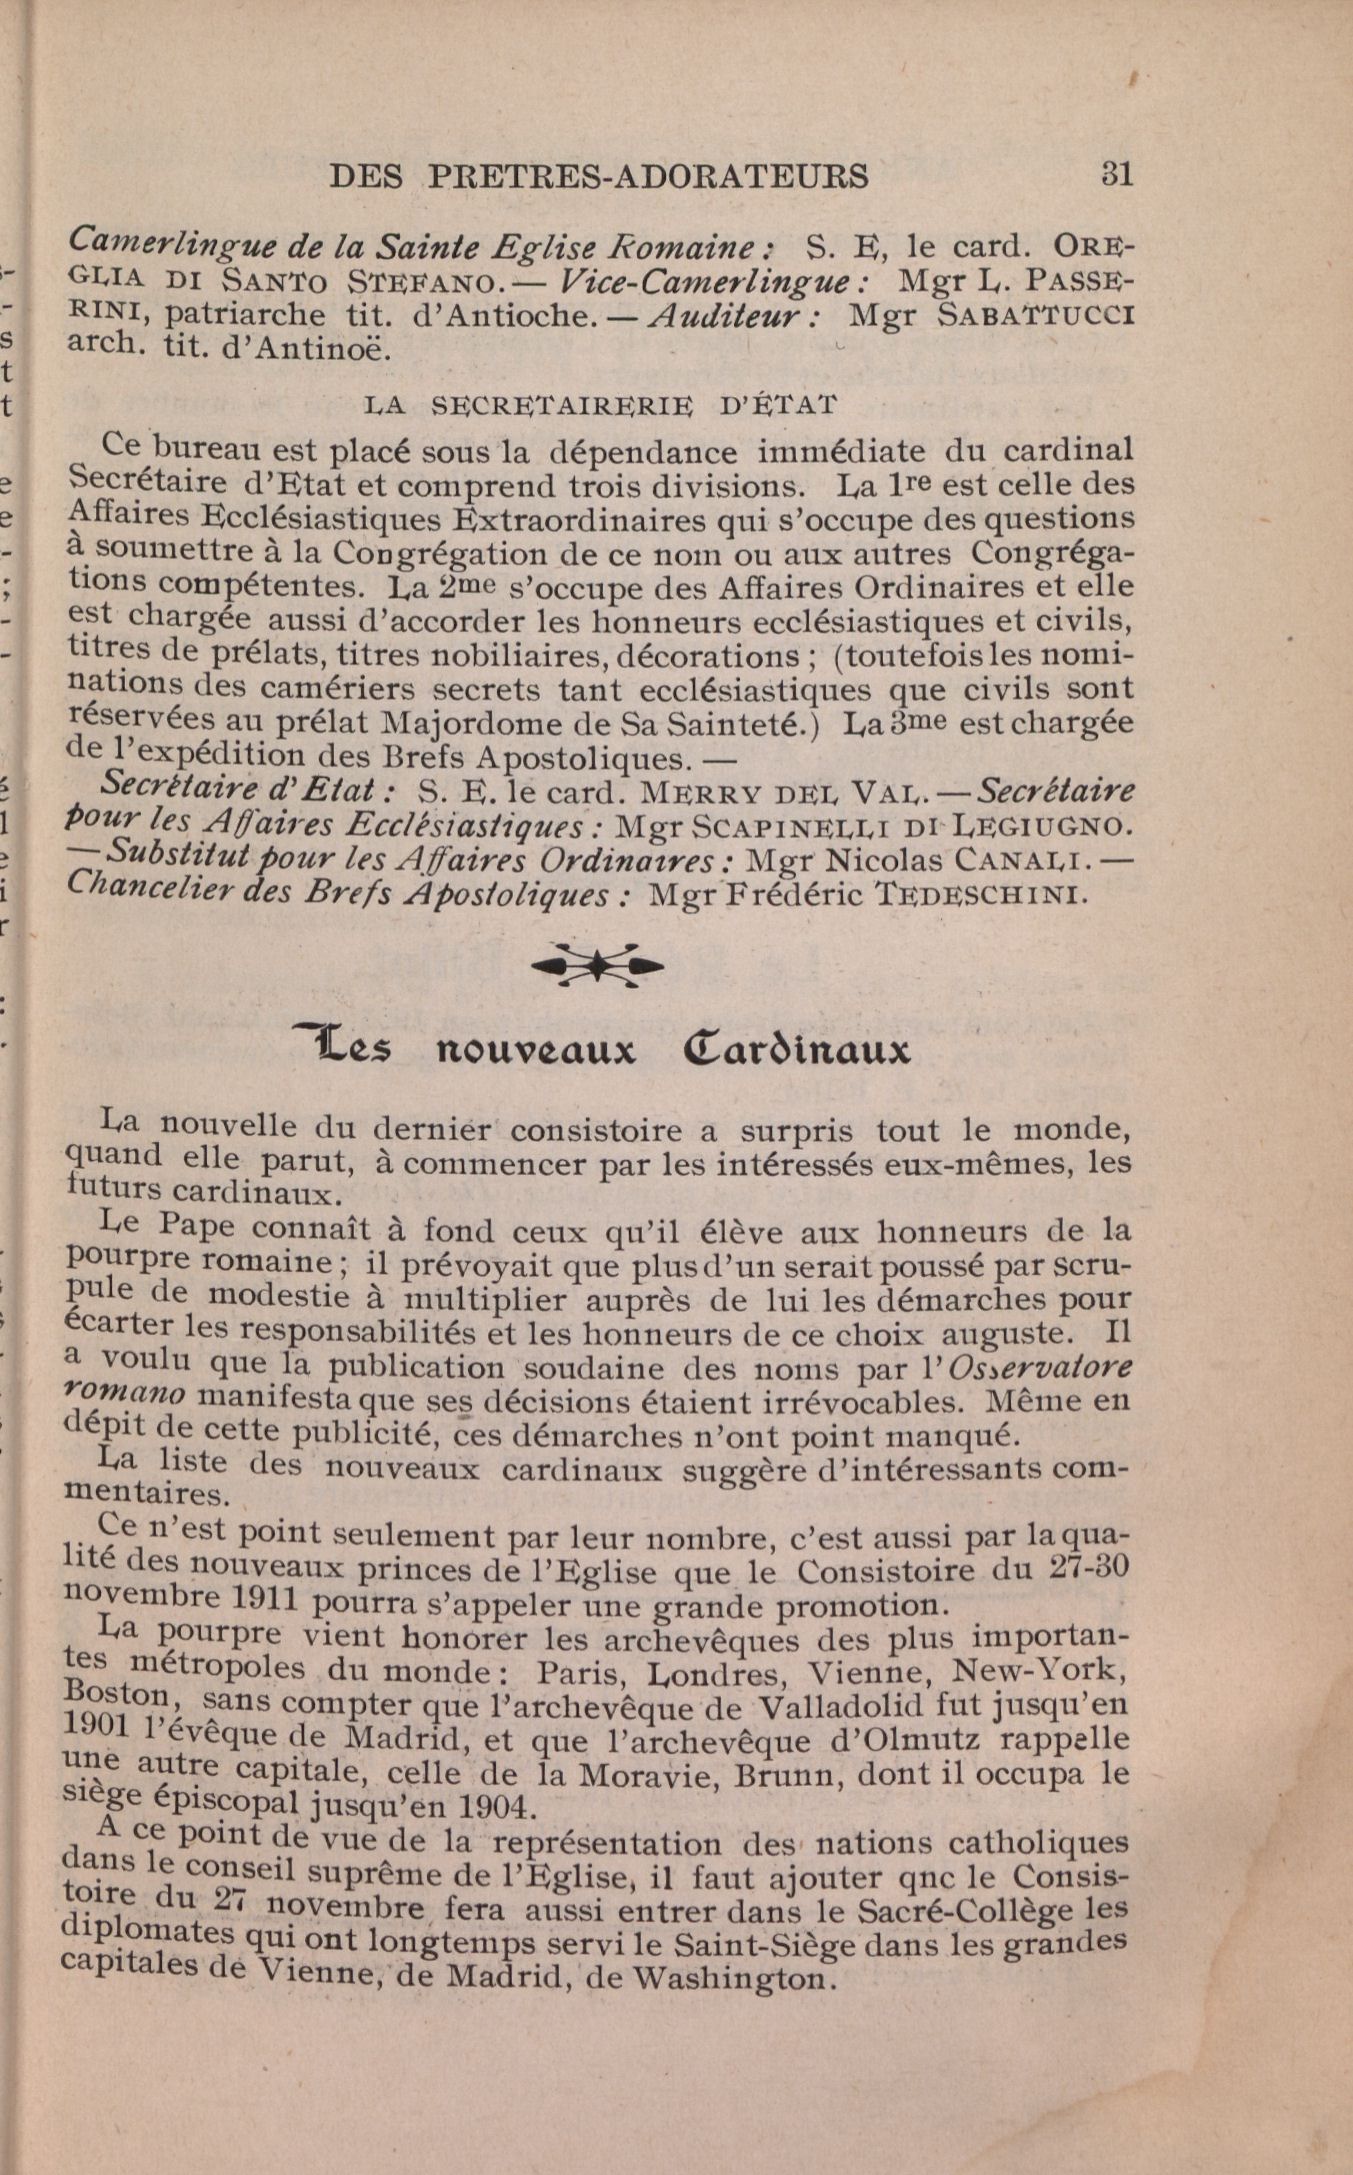 DES PRETRES-ADORATEURS 31
Camerlingue de la Sainte Eglise Romaine : S. E, le card. ORE-
GLIA DI SANTO STEFANO. — Vice-Camerlingue : Mgr L. PASSE-
RINI, patriarche tit. d'Antioche. — Auditeur : Mgr SABATTUCCI
arch. tit. d'Antinoë.
LA SECRETAIRERIE D'ÉTAT
Ce bureau est placé sous la dépendance immédiate du cardinal
Secrétaire d'Etat et comprend trois divisions. La 1re est celle des
Affaires Ecclésiastiques Extraordinaires qui s'occupe des questions
à soumettre à la Congrégation de ce nom ou aux autres Congréga-
tions compétentes. La 2me s'occupe des Affaires Ordinaires et elle
est chargée aussi d'accorder les honneurs ecclésiastiques et civils,
titres de prélats, titres nobiliaires, décorations ; (toutefois les nomi-
nations des camériers secrets tant ecclésiastiques que civils sont
réservées au prélat Majordome de Sa Sainteté.) La 3me est chargée
de l'expédition des Brefs Apostoliques. —
Secrétaire d'Etat : S. E. le card. MERRY DEL VAL. — Secrétaire
pour les Affaires Ecclésiastiques : Mgr SCAPINELLI DI LEGIUGNO.
— Substitut pour les Affaires Ordinaires : Mgr Nicolas CANALI. —
Chancelier des Brefs Apostoliques : Mgr Frédéric TEDESCHINI.
Les nouveaux Cardinaux
La nouvelle du dernier consistoire a surpris tout le monde,
quand elle parut, à commencer par les intéressés eux-mêmes, les
futurs cardinaux.
Le Pape connaît à fond ceux qu'il élève aux honneurs de la
pourpre romaine ; il prévoyait que plus d'un serait poussé par scru-
pule de modestie à multiplier auprès de lui les démarches pour
écarter les responsabilités et les honneurs de ce choix auguste. Il
a voulu que la publication soudaine des noms par l'Osservatore
romano manifesta que ses décisions étaient irrévocables. Même en
dépit de cette publicité, ces démarches n'ont point manqué.
La liste des nouveaux cardinaux suggère d'intéressants com-
mentaires.
Ce n'est point seulement par leur nombre, c'est aussi par la qua-
lité des nouveaux princes de l'Eglise que le Consistoire du 27-30
novembre 1911 pourra s'appeler une grande promotion.
La pourpre vient honorer les archevêques des plus importan-
tes métropoles du monde : Paris, Londres, Vienne, New-York,
Boston, sans compter que l'archevêque de Valladolid fut jusqu'en
1901 l'évêque de Madrid, et que l'archevêque d'Olmutz rappelle
une autre capitale, celle de la Moravie, Brunn, dont il occupa le
siège épiscopal jusqu'en 1904.
A ce point de vue de la représentation des nations catholiques
dans le conseil suprême de l'Eglise, il faut ajouter qnc le Consis-
toire du 27 novembre fera aussi entrer dans le Sacré-Collège les
diplomates qui ont longtemps servi le Saint-Siège dans les grandes
capitales de Vienne, de Madrid, de Washington.